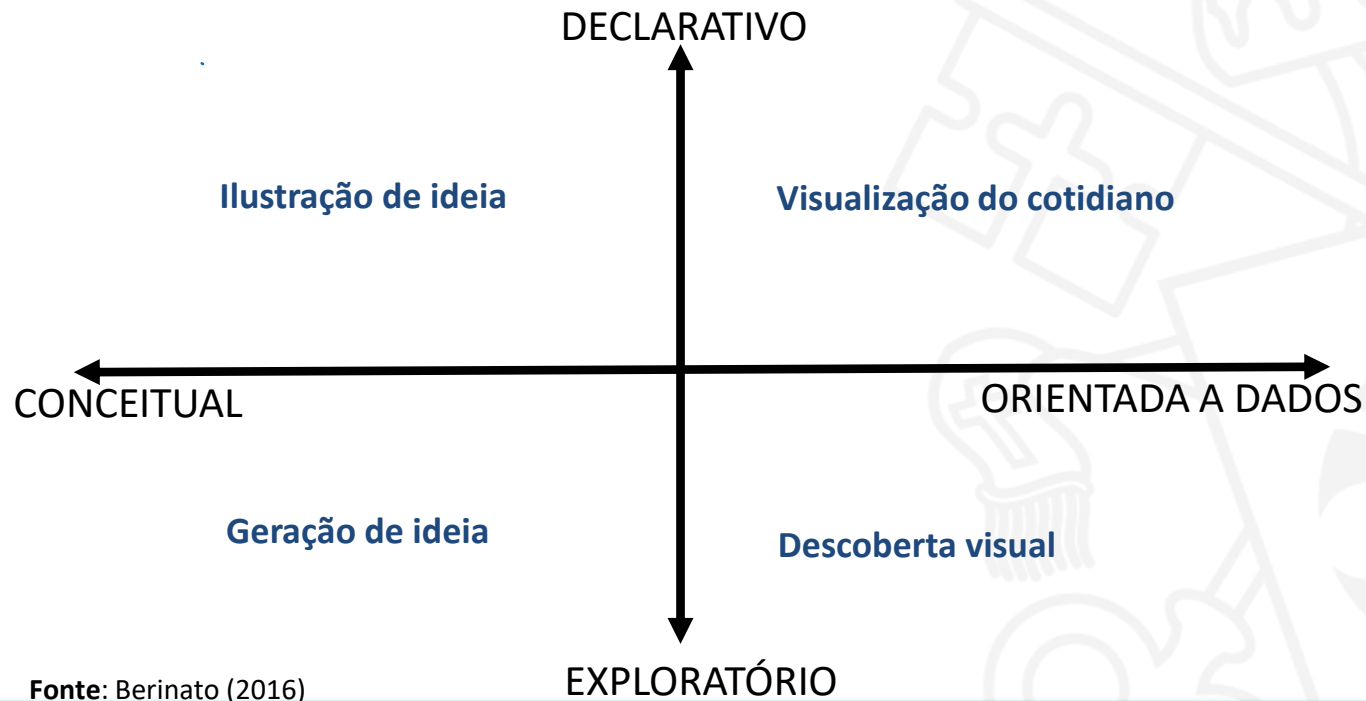 DECLARATIVO
Ilustração de ideia
Visualização do cotidiano
CONCEITUAL
ORIENTADA A DADOS
Geração de ideia
Descoberta visual
EXPLORATÓRIO
Fonte: Berinato (2016)